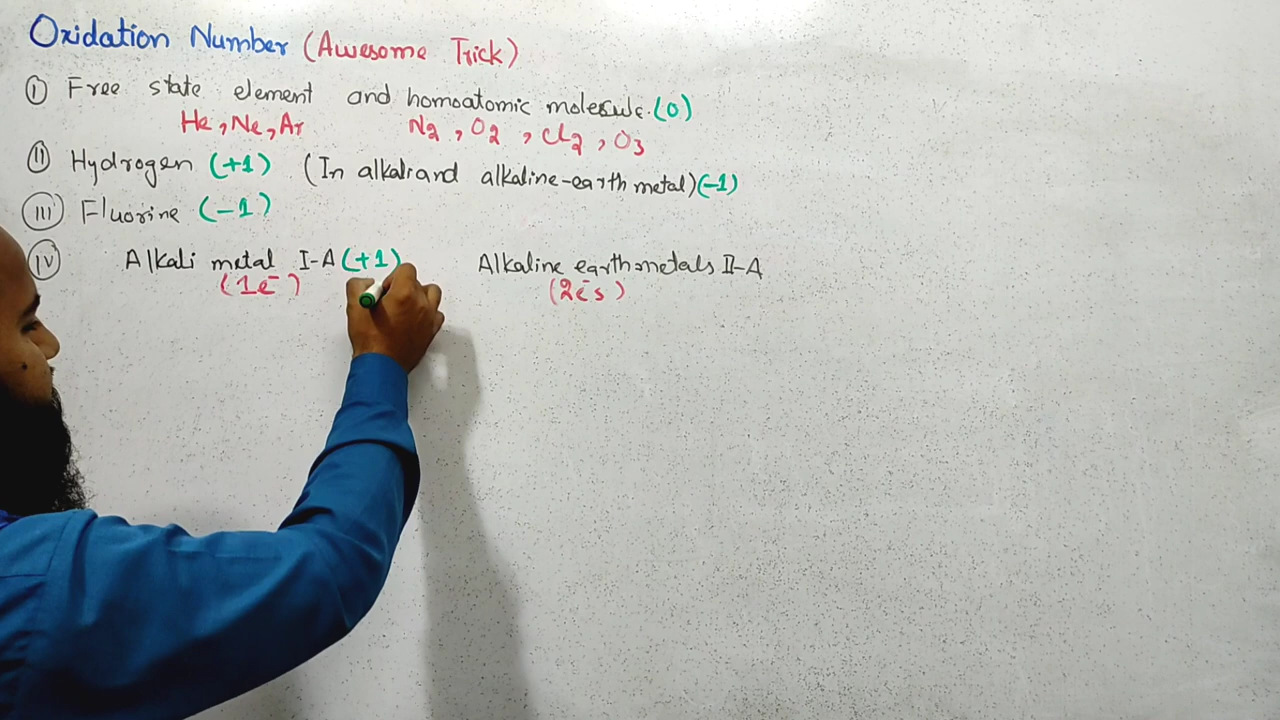 Oxidation Number (Awesome Trick)
I Free state element and homoatomic molecule. (0)
He, Ne, Ar N₂, O₂, Cl₂, O₃
II Hydrogen (+1) (In alkali and alkaline-earth metal) (-1)
III Fluorine (-1)
IV Alkali metal I-A (+1) Alkaline earth metals II-A
(1e⁻) (2e⁻s)